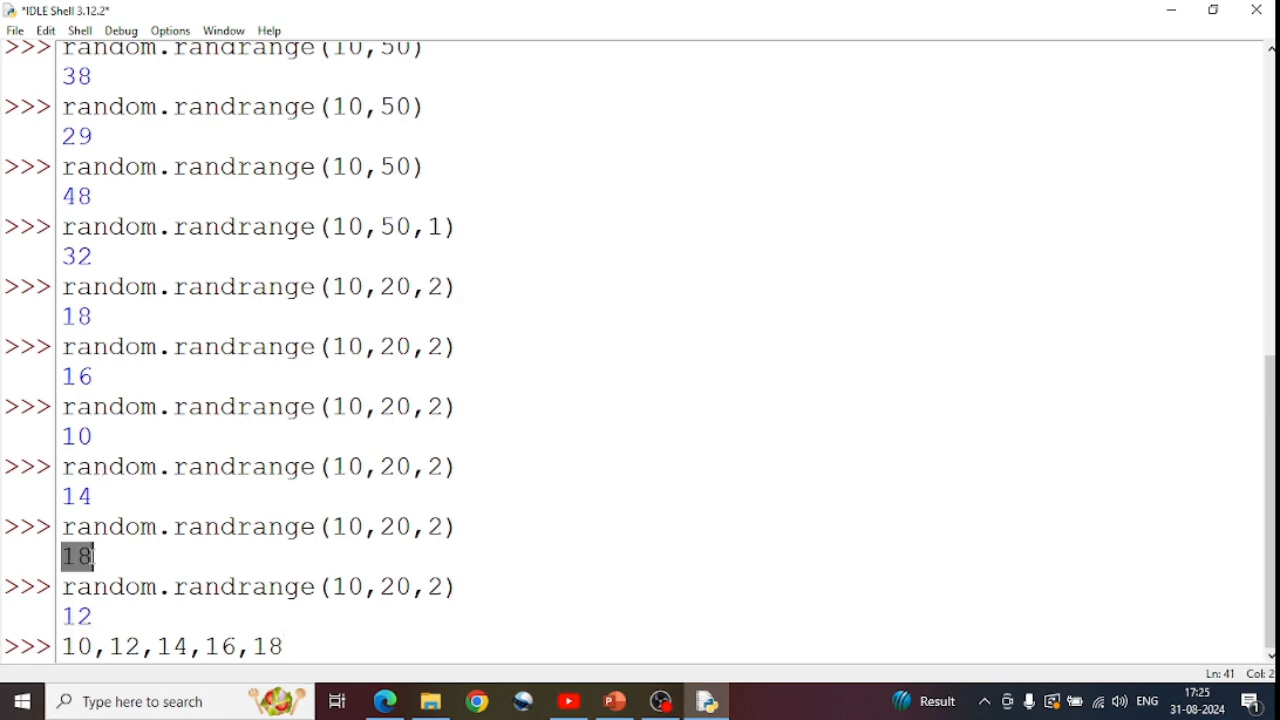 *IDLE Shell 3.12.2*
File Edit Shell Debug Options Window Help
>>> random.randrange(10,50)
38
>>> random.randrange(10,50)
29
>>> random.randrange(10,50)
48
>>> random.randrange(10,50,1)
32
>>> random.randrange(10,20,2)
18
>>> random.randrange(10,20,2)
16
>>> random.randrange(10,20,2)
10
>>> random.randrange(10,20,2)
14
>>> random.randrange(10,20,2)
18
>>> random.randrange(10,20,2)
12
>>> 10,12,14,16,18
Ln: 41 Col: 2
Type here to search
Result
ENG
17:25
31-08-2024
1